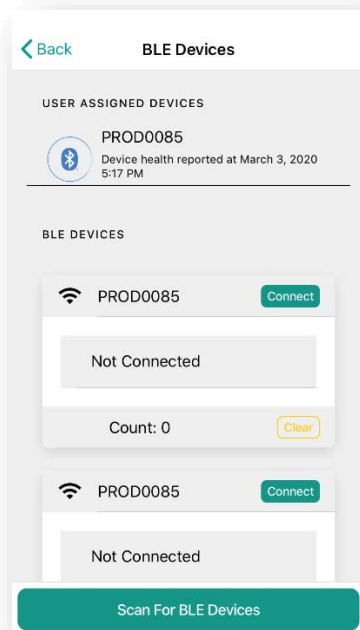 Back
BLE Devices
USER ASSIGNED DEVICES
PROD0085
Device health reported at March 3, 2020
5:17 PM
BLE DEVICES
PROD0085
Connect
Not Connected
Count: 0
Clear
PROD0085
Connect
Not Connected
Scan For BLE Devices